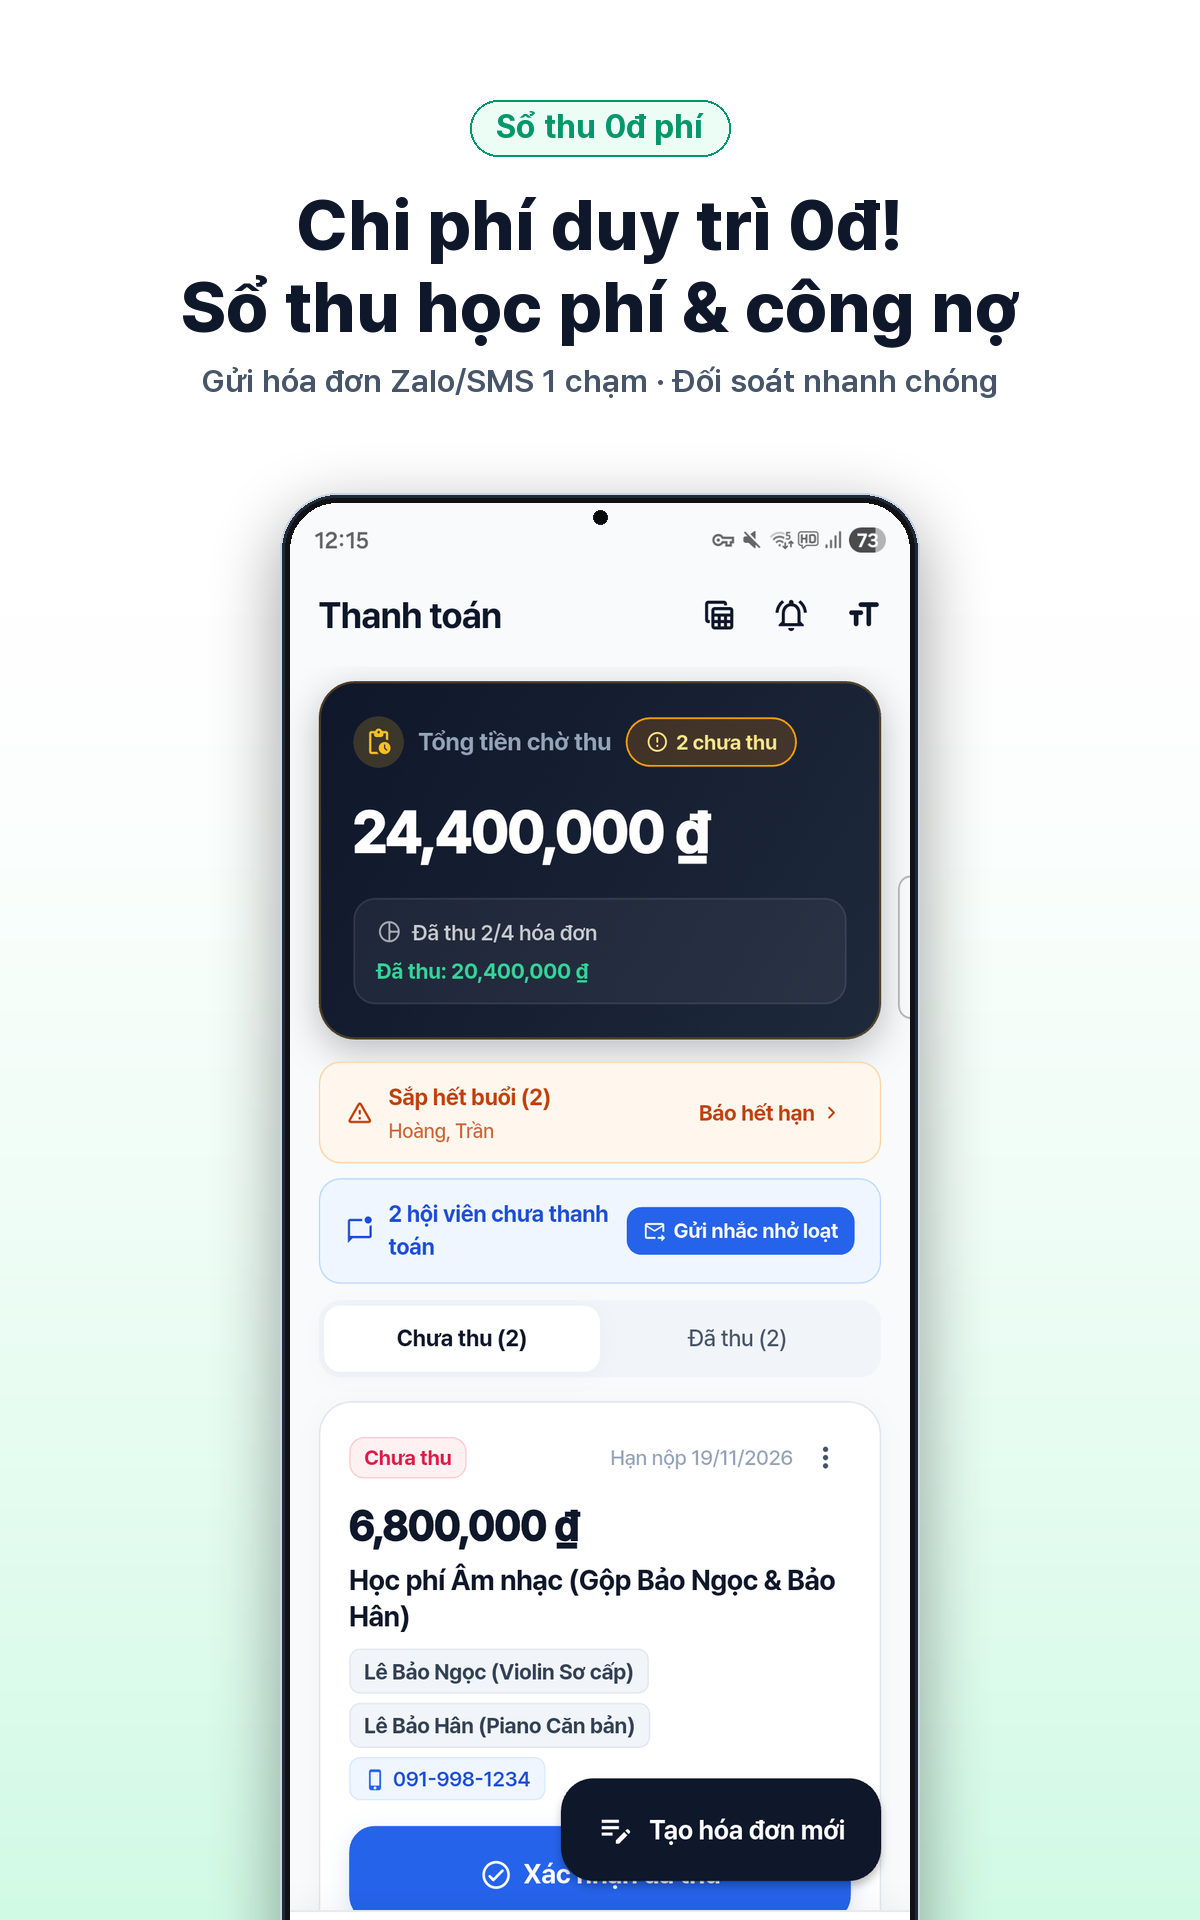 Sổ thu 0đ phí
Chi phí duy trì 0đ!
Sổ thu học phí & công nợ
Gửi hóa đơn Zalo/SMS 1 chạm · Đối soát nhanh chóng
12:15
5
HD
73
Thanh toán
Tổng tiền chờ thu
2 chưa thu
24,400,000 ₫
Đã thu 2/4 hóa đơn
Đã thu: 20,400,000 ₫
Sắp hết buổi (2)
Hoàng, Trần
Báo hết hạn
2 hội viên chưa thanh
toán
Gửi nhắc nhở loạt
Chưa thu (2)
Đã thu (2)
Chưa thu
Hạn nộp 19/11/2026
6,800,000 ₫
Học phí Âm nhạc (Gộp Bảo Ngọc & Bảo
Hân)
Lê Bảo Ngọc (Violin Sơ cấp)
Lê Bảo Hân (Piano Căn bản)
091-998-1234
Tạo hóa đơn mới
Xác